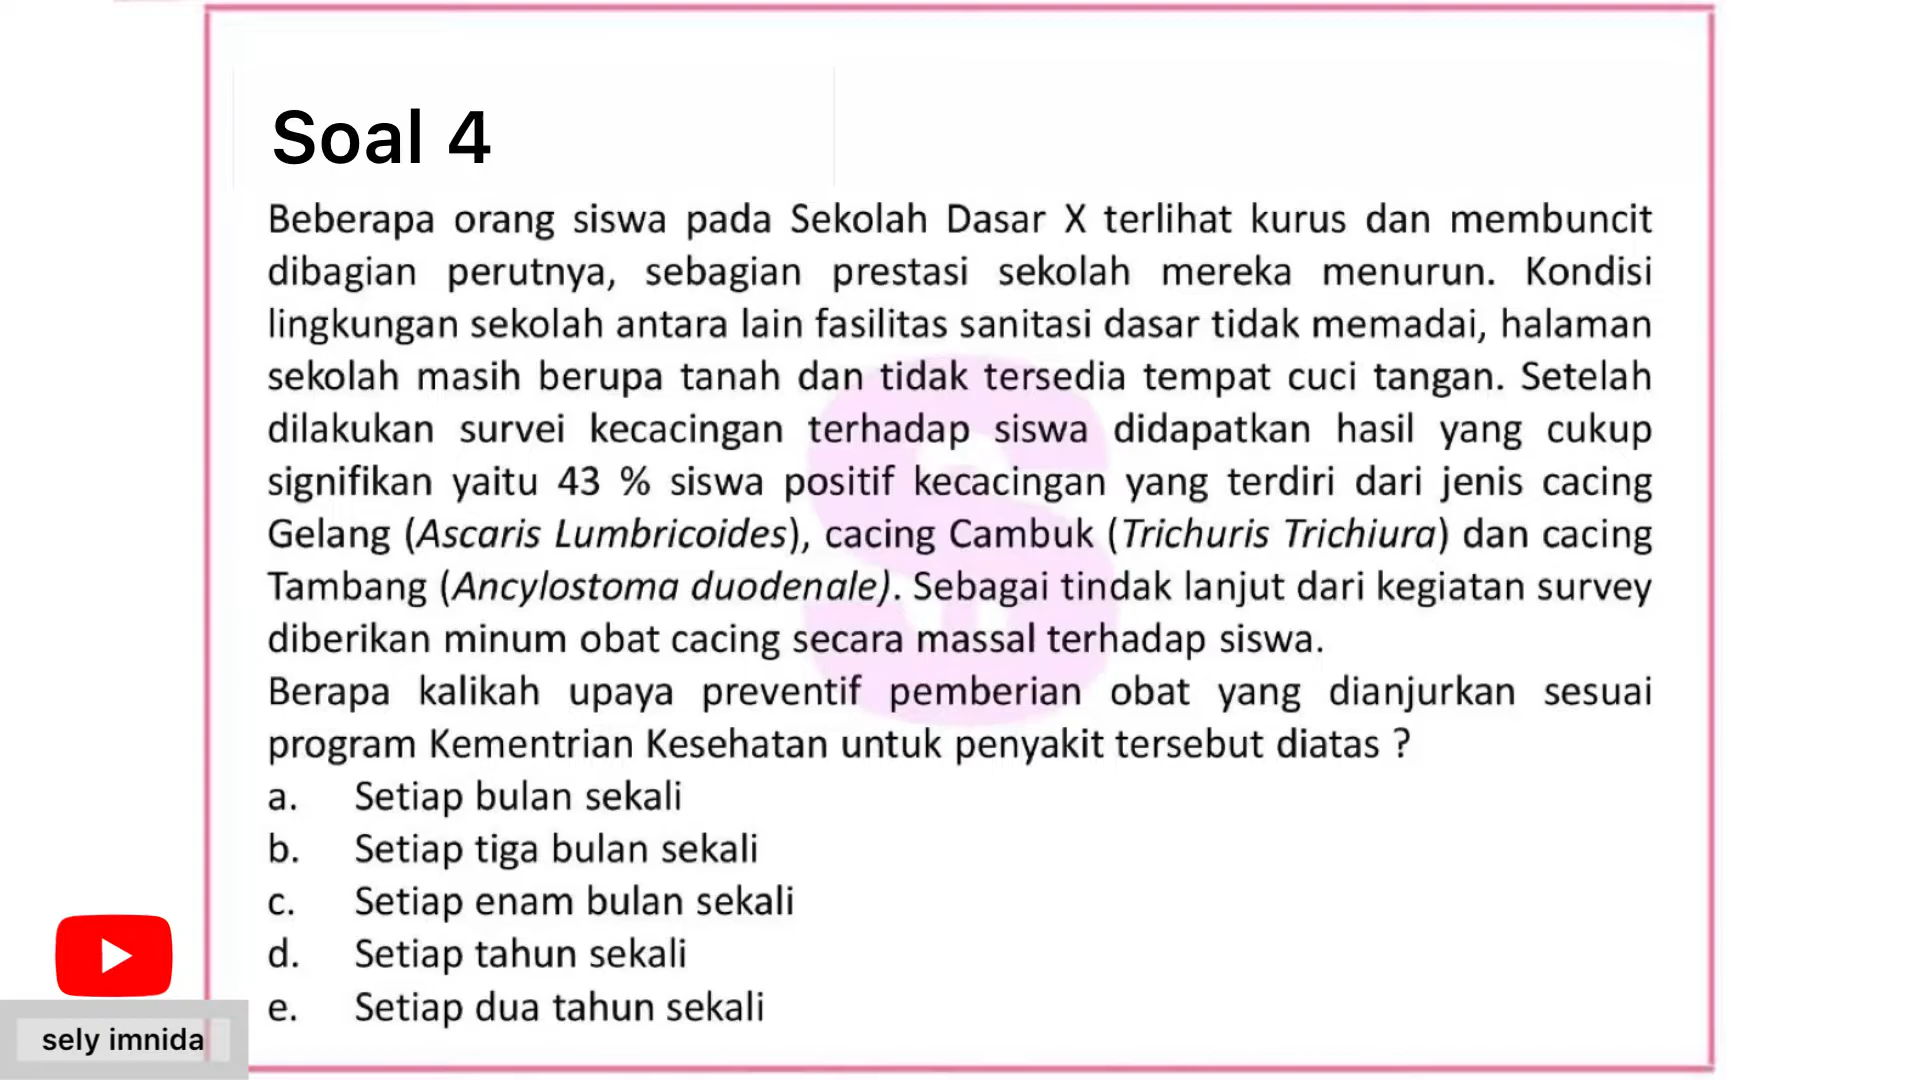 Soal 4
Beberapa orang siswa pada Sekolah Dasar X terlihat kurus dan membuncit
dibagian perutnya, sebagian prestasi sekolah mereka menurun. Kondisi
lingkungan sekolah antara lain fasilitas sanitasi dasar tidak memadai, halaman
sekolah masih berupa tanah dan tidak tersedia tempat cuci tangan. Setelah
dilakukan survei kecacingan terhadap siswa didapatkan hasil yang cukup
signifikan yaitu 43 % siswa positif kecacingan yang terdiri dari jenis cacing
Gelang (Ascaris Lumbricoides), cacing Cambuk (Trichuris Trichiura) dan cacing
Tambang (Ancylostoma duodenale). Sebagai tindak lanjut dari kegiatan survey
diberikan minum obat cacing secara massal terhadap siswa.
Berapa kalikah upaya preventif pemberian obat yang dianjurkan sesuai
program Kementrian Kesehatan untuk penyakit tersebut diatas ?
a. Setiap bulan sekali
b. Setiap tiga bulan sekali
c. Setiap enam bulan sekali
d. Setiap tahun sekali
e. Setiap dua tahun sekali
sely imnida